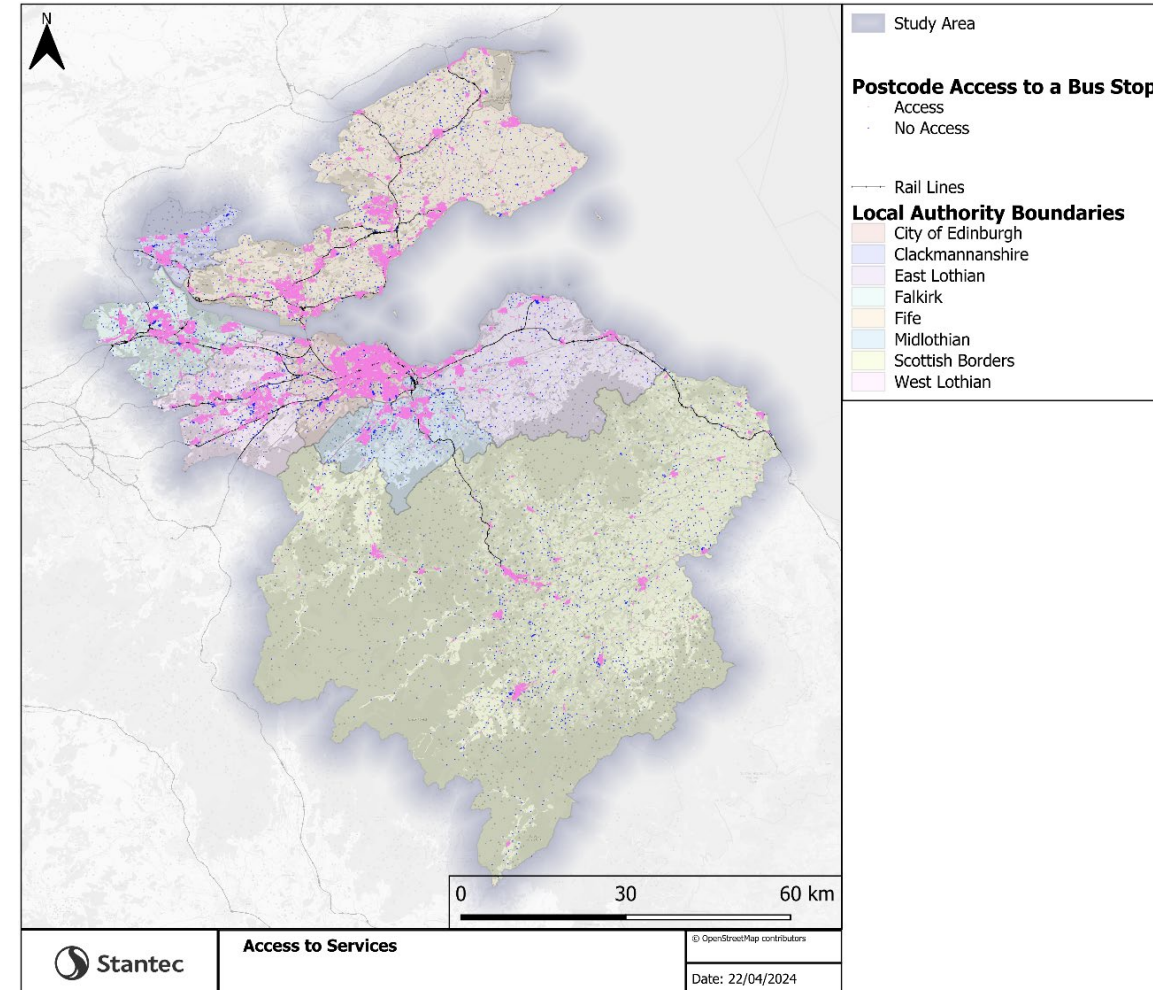 N
Study Area
Postcode Access to a Bus Stop
Access
No Access
Rail Lines
Local Authority Boundaries
City of Edinburgh
Clackmannanshire
East Lothian
Falkirk
Fife
Midlothian
Scottish Borders
West Lothian
0 30 60 km
Stantec
Access to Services
© OpenStreetMap contributors
Date: 22/04/2024